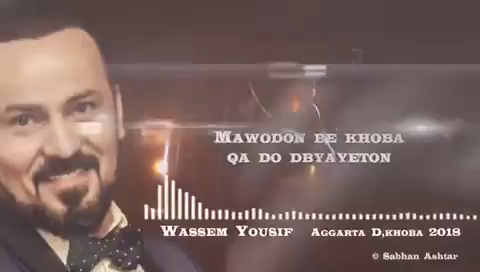 Mawodon be khoba
qa do dbyayeton
Wassem Yousif Aggarta D,khoba 2018
© Sabhan Ashtar